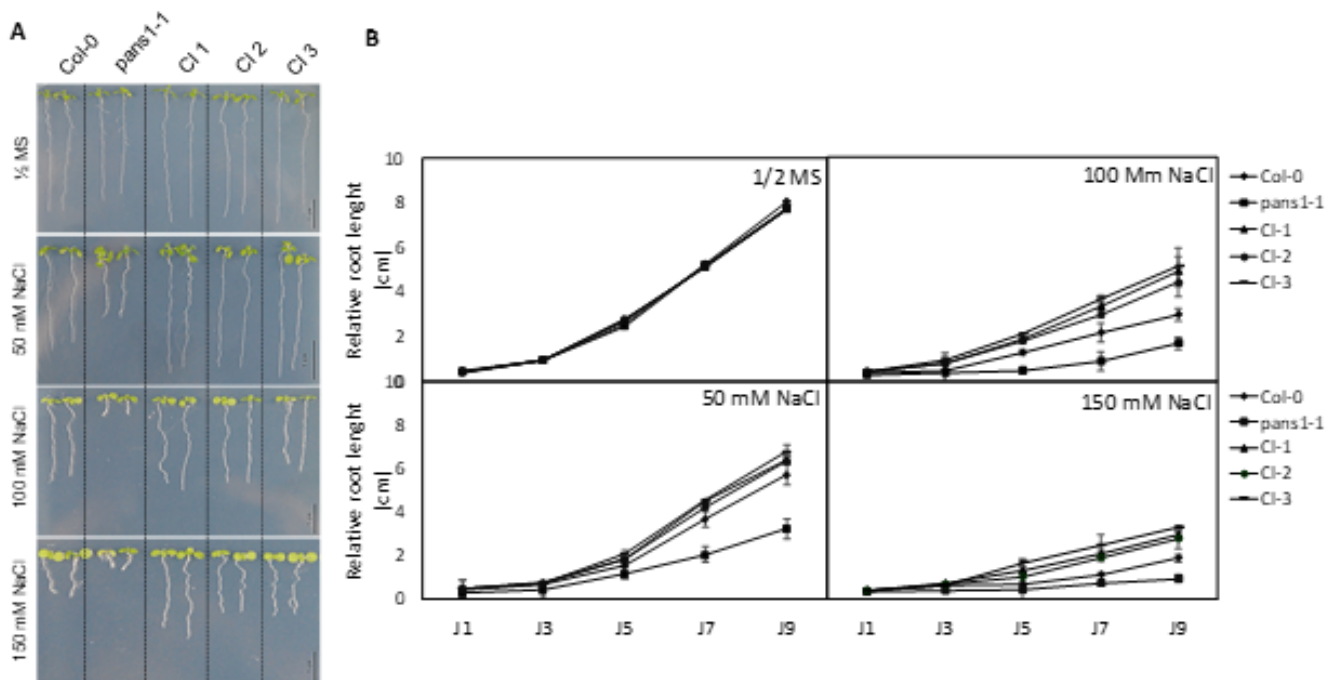 A
B
Col-0
pans1-1
Cl 1
Cl 2
Cl 3
½ MS
50 mM NaCl
100 mM NaCl
150 mM NaCl
Relative root lenght
[cm]
10
8
6
4
2
1/2 MS
100 Mm NaCl
Col-0
pans1-1
Cl-1
Cl-2
Cl-3
Relative root lenght
[cm]
10
8
6
4
2
0
50 mM NaCl
150 mM NaCl
Col-0
pans1-1
Cl-1
Cl-2
Cl-3
J1 J3 J5 J7 J9 J1 J3 J5 J7 J9